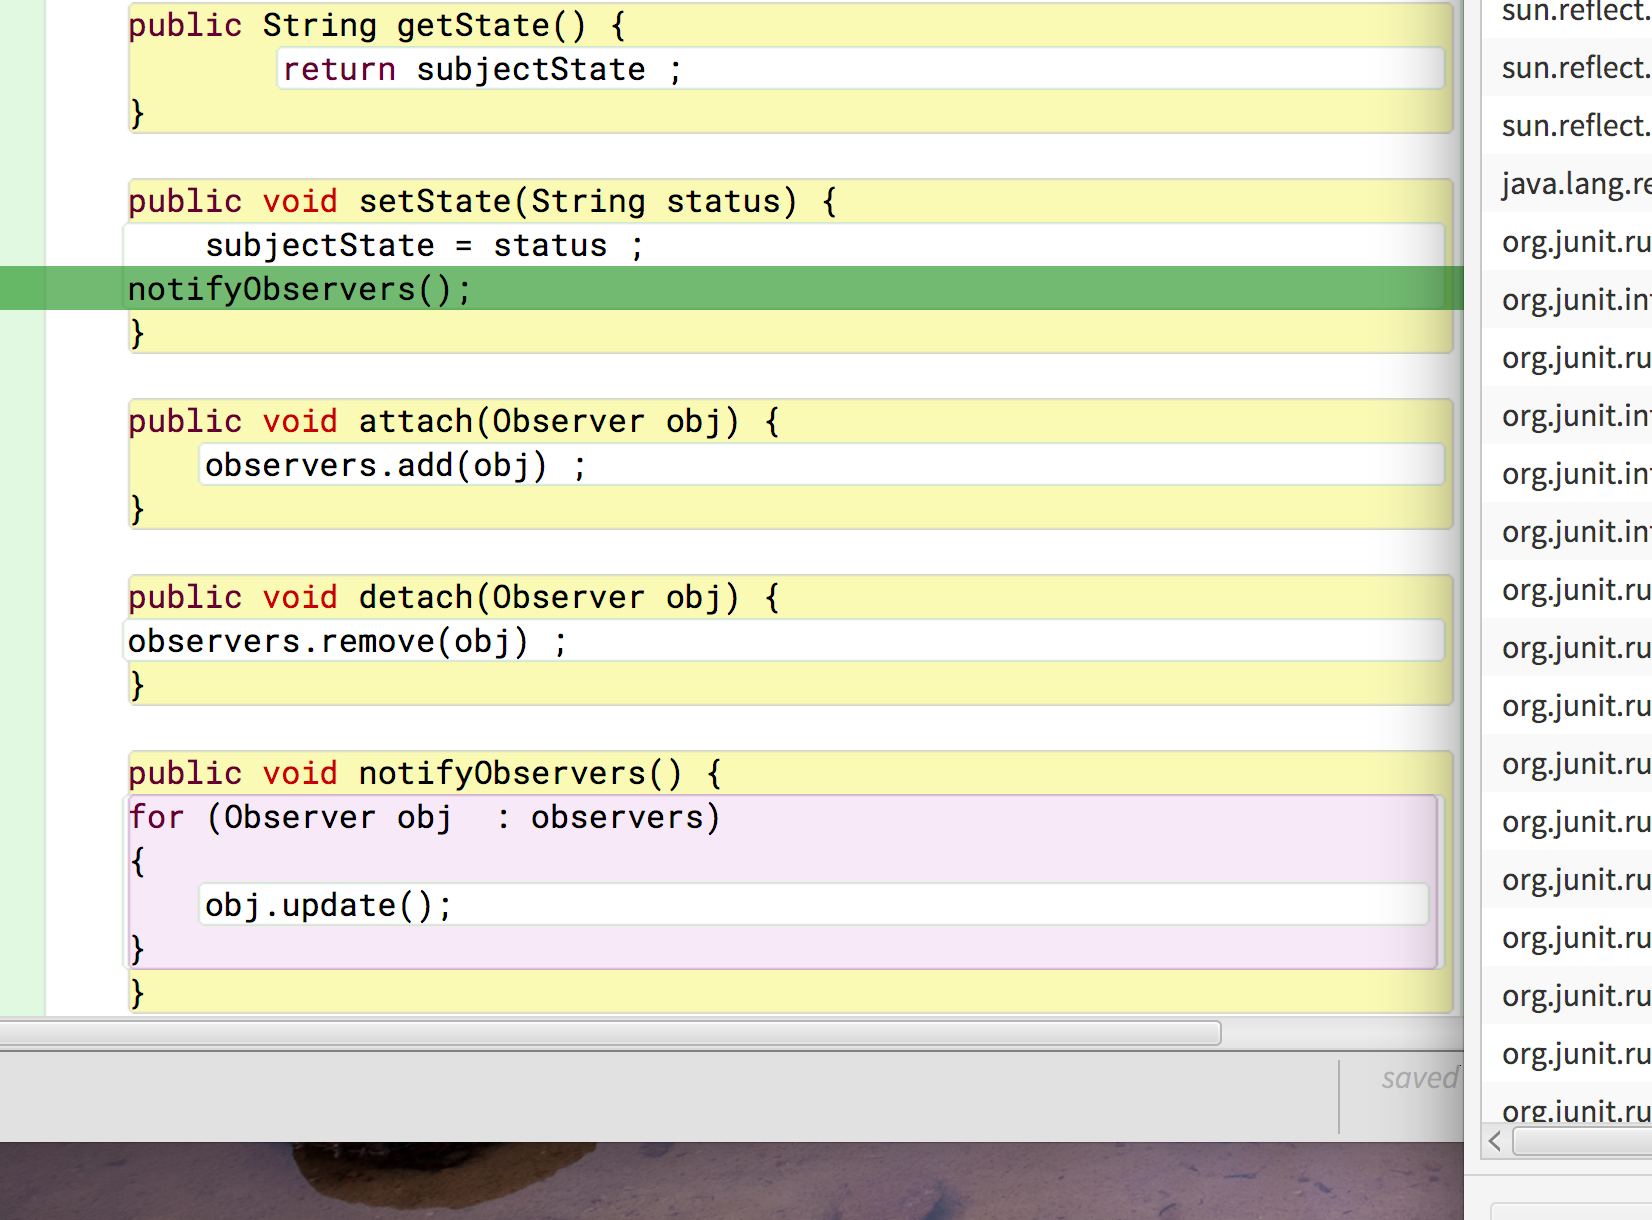 public String getState() {
return subjectState ;
}
public void setState(String status) {
subjectState = status ;
notifyObservers();
}
public void attach(Observer obj) {
observers.add(obj) ;
}
public void detach(Observer obj) {
observers.remove(obj) ;
}
public void notifyObservers() {
for (Observer obj  : observers)
{
obj.update();
}
}
saved
sun.reflect.
sun.reflect.
sun.reflect.
java.lang.re
org.junit.ru
org.junit.int
org.junit.ru
org.junit.int
org.junit.int
org.junit.int
org.junit.ru
org.junit.ru
org.junit.ru
org.junit.ru
org.junit.ru
org.junit.ru
org.junit.ru
org.junit.ru
org.junit.ru
org.junit.ru